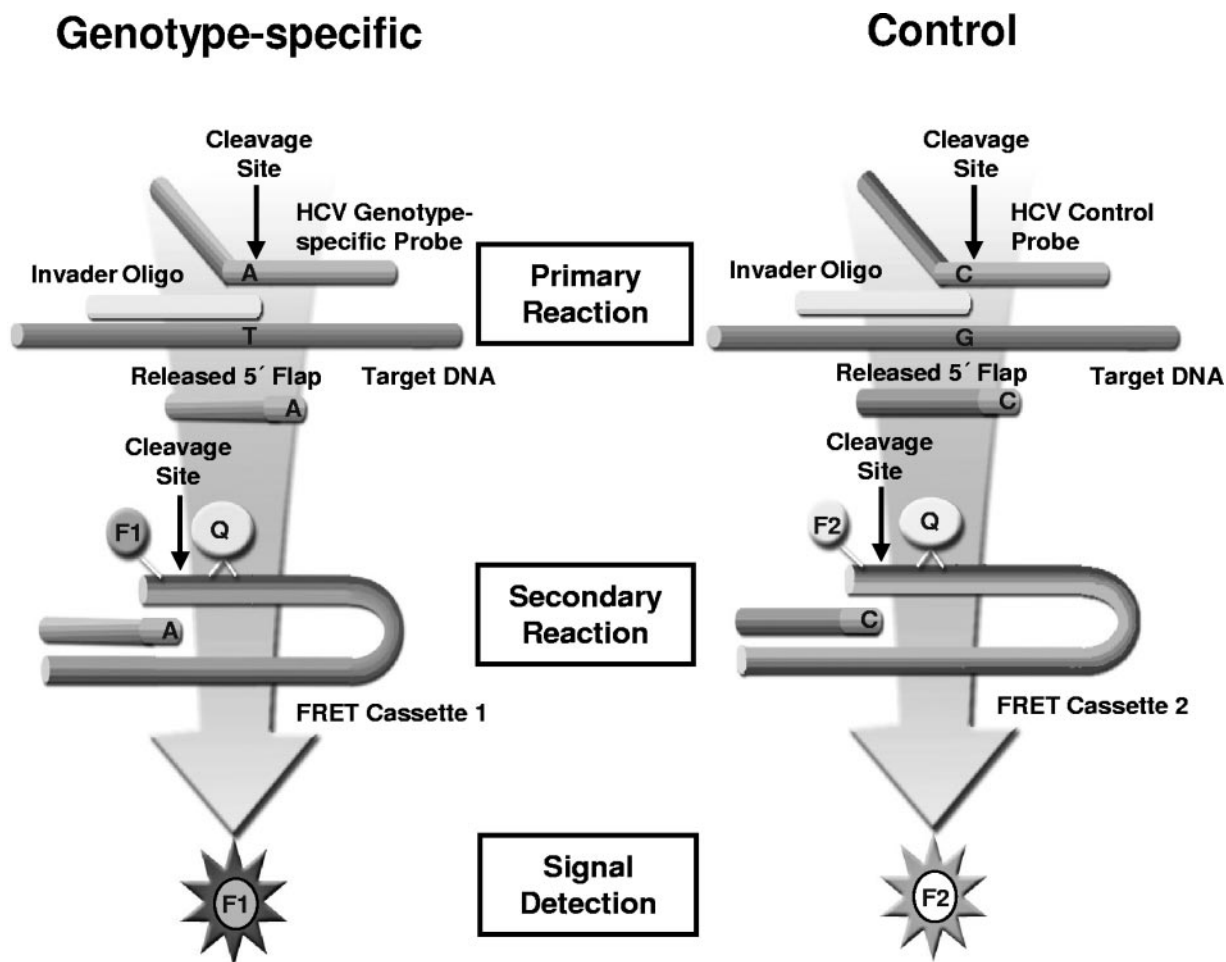 Genotype-specific
Cleavage
Site
HCV Genotype-
specific Probe
A
Invader Oligo
T
Released 5´ Flap
Target DNA
A
Cleavage
Site
F1
Q
A
FRET Cassette 1
F1
Primary
Reaction
Secondary
Reaction
Signal
Detection
Control
Cleavage
Site
HCV Control
Probe
C
Invader Oligo
G
Released 5´ Flap
Target DNA
C
Cleavage
Site
F2
Q
C
FRET Cassette 2
F2